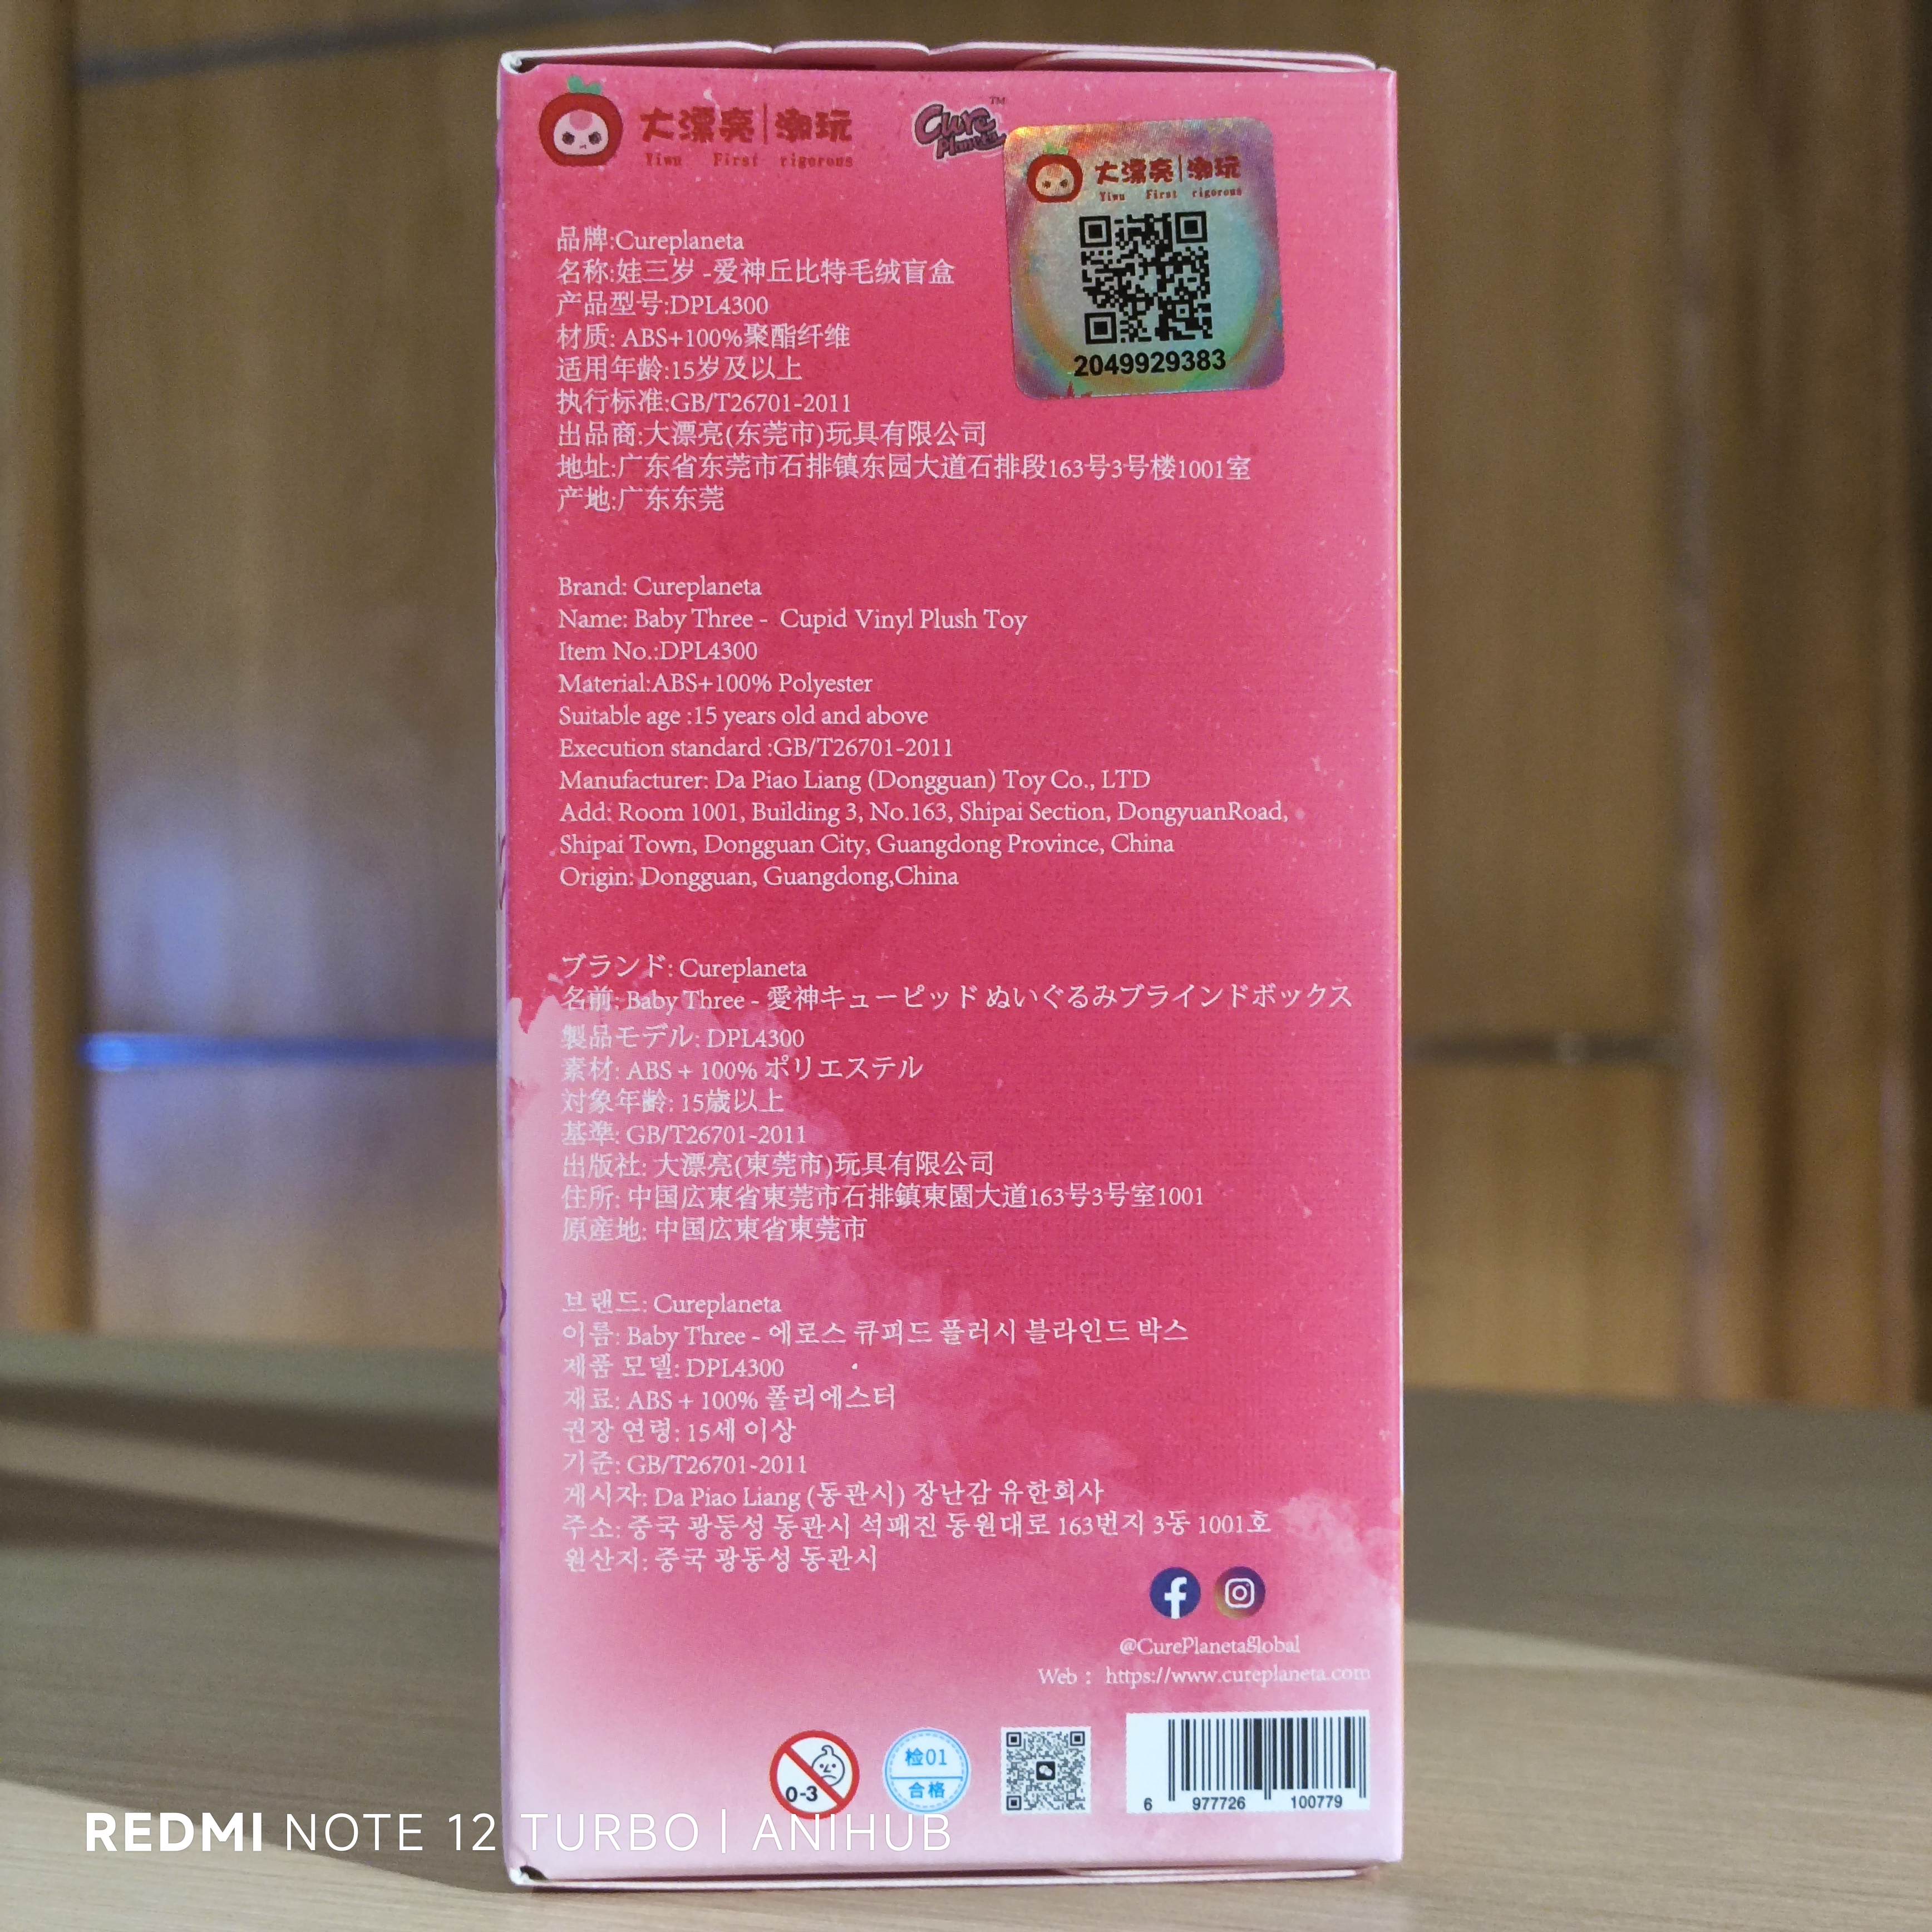 大漂亮|潮玩
Yiwu First rigorous
Cure Planeta™
大漂亮|潮玩
Yiwu First rigorous
2049929383
品牌:Cureplaneta
名称:娃三岁 -爱神丘比特毛绒盲盒
产品型号:DPL4300
材质: ABS+100%聚酯纤维
适用年龄:15岁及以上
执行标准:GB/T26701-2011
出品商:大漂亮(东莞市)玩具有限公司
地址:广东省东莞市石排镇东园大道石排段163号3号楼1001室
产地:广东东莞
Brand: Cureplaneta
Name: Baby Three - Cupid Vinyl Plush Toy
Item No.:DPL4300
Material:ABS+100% Polyester
Suitable age :15 years old and above
Execution standard :GB/T26701-2011
Manufacturer: Da Piao Liang (Dongguan) Toy Co., LTD
Add: Room 1001, Building 3, No.163, Shipai Section, DongyuanRoad,
Shipai Town, Dongguan City, Guangdong Province, China
Origin: Dongguan, Guangdong,China
ブランド: Cureplaneta
名前: Baby Three - 愛神キューピッド ぬいぐるみブラインドボックス
製品モデル: DPL4300
素材: ABS + 100% ポリエステル
対象年齢: 15歳以上
基準: GB/T26701-2011
出版社: 大漂亮(東莞市)玩具有限公司
住所: 中国広東省東莞市石排鎮東園大道163号3号室1001
原産地: 中国広東省東莞市
브랜드: Cureplaneta
이름: Baby Three - 에로스 큐피드 플러시 블라인드 박스
제품 모델: DPL4300
재료: ABS + 100% 폴리에스터
권장 연령: 15세 이상
기준: GB/T26701-2011
게시자: Da Piao Liang (동관시) 장난감 유한회사
주소: 중국 광둥성 동관시 석패진 동원대로 163번지 3동 1001호
원산지: 중국 광동성 동관시
@CurePlanetaGlobal
Web : https://www.cureplaneta.com
0-3
检01
合格
6 977726 100779
REDMI NOTE 12 TURBO | ANIHUB